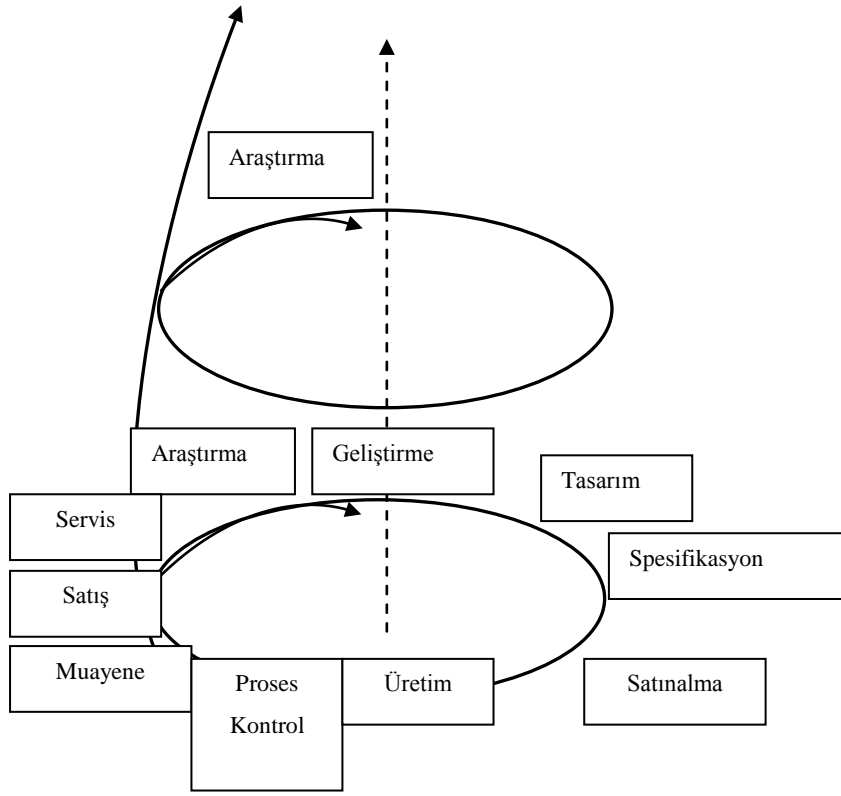 Araştırma
Araştırma
Geliştirme
Tasarım
Servis
Spesifikasyon
Satış
Muayene
Proses
Kontrol
Üretim
Satınalma